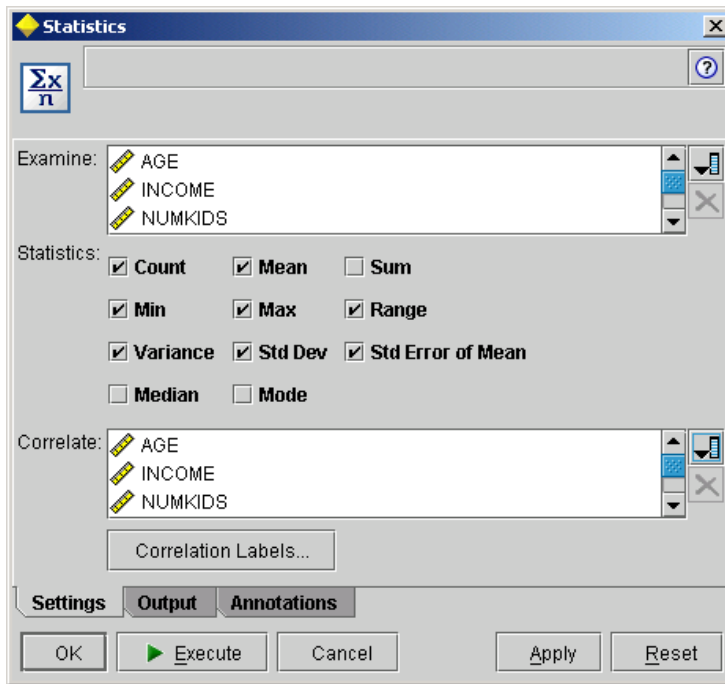 Statistics
Σx
n
Examine:
AGE
INCOME
NUMKIDS
Statistics:
Count Mean Sum
Min Max Range
Variance Std Dev Std Error of Mean
Median Mode
Correlate:
AGE
INCOME
NUMKIDS
Correlation Labels...
Settings Output Annotations
OK Execute Cancel Apply Reset